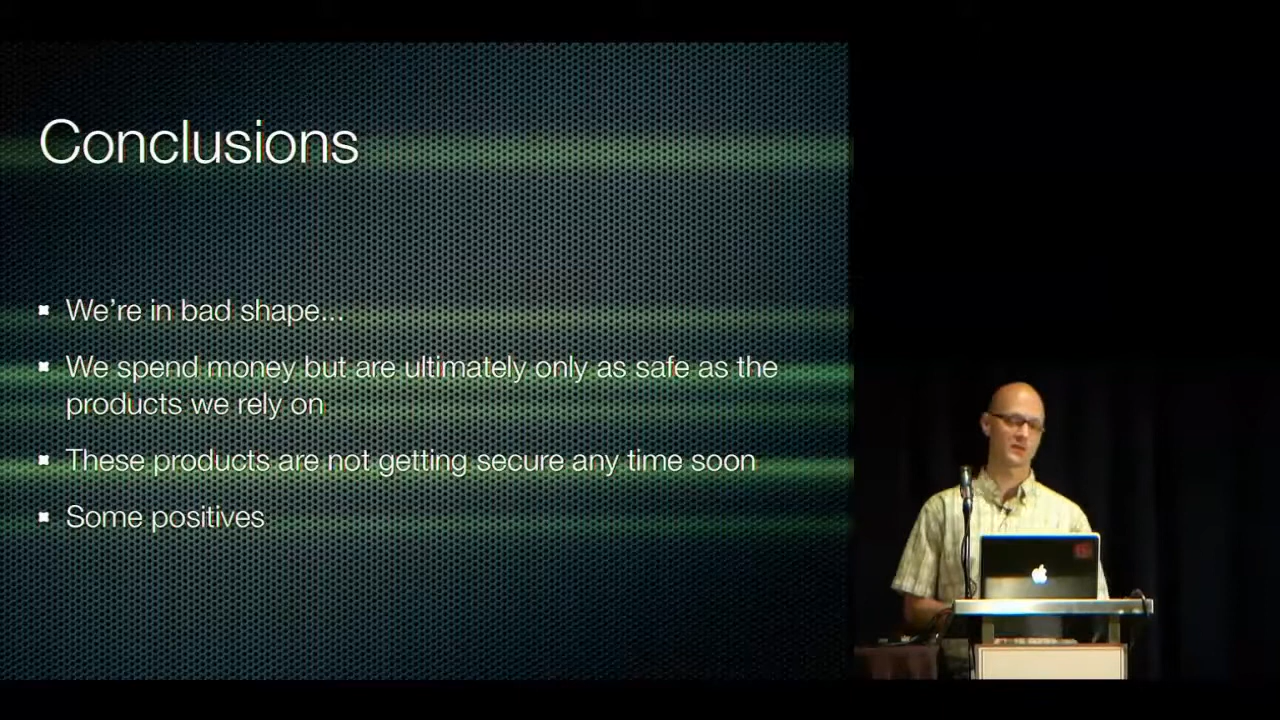 Conclusions
We're in bad shape...
We spend money but are ultimately only as safe as the
products we rely on
These products are not getting secure any time soon
Some positives